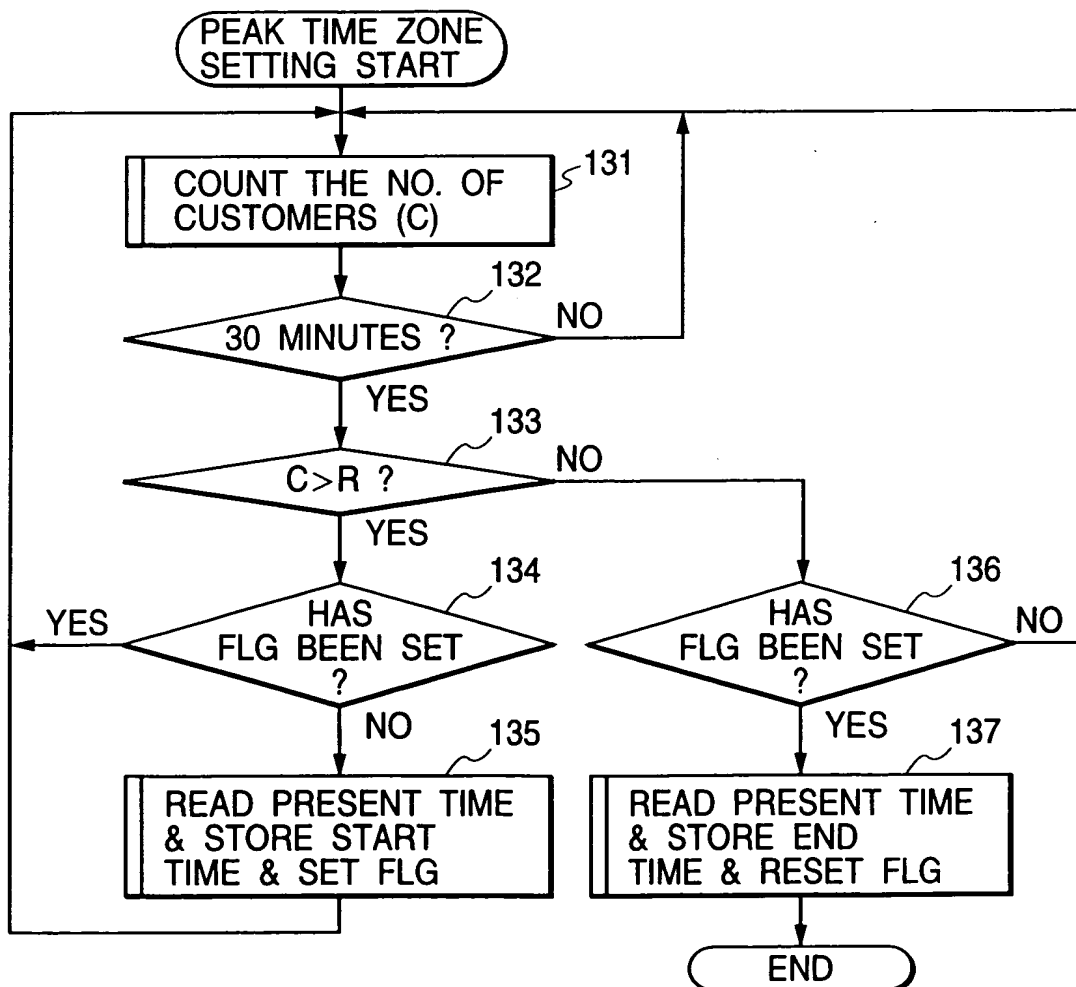 PEAK TIME ZONE
SETTING START
COUNT THE NO. OF
CUSTOMERS (C)
131
132
30 MINUTES ?
NO
YES
133
C>R ?
NO
YES
134
HAS
FLG BEEN SET
?
YES
NO
136
HAS
FLG BEEN SET
?
NO
YES
135
READ PRESENT TIME
& STORE START
TIME & SET FLG
137
READ PRESENT TIME
& STORE END
TIME & RESET FLG
END